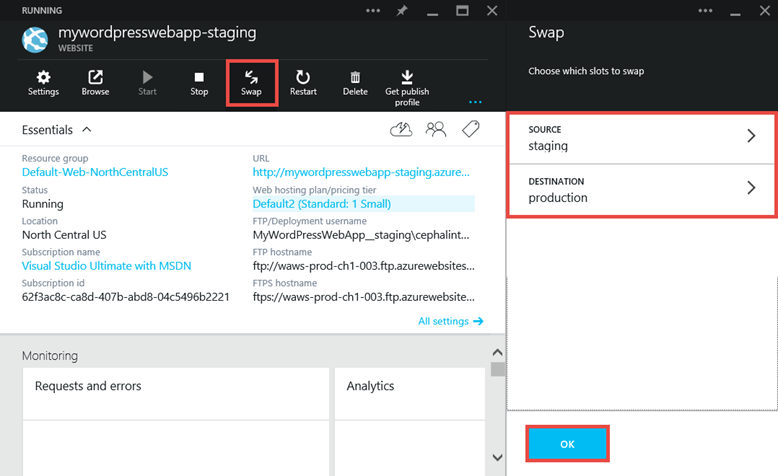 RUNNING
mywordpresswebapp-staging
WEBSITE
Settings
Browse
Start
Stop
Swap
Restart
Delete
Get publish
profile
Essentials
Resource group
Default-Web-NorthCentralUS
Status
Running
Location
North Central US
Subscription name
Visual Studio Ultimate with MSDN
Subscription id
62f3ac8c-ca8d-407b-abd8-04c5496b2221
URL
http://mywordpresswebapp-staging.azure...
Web hosting plan/pricing tier
Default2 (Standard: 1 Small)
FTP/Deployment username
MyWordPressWebApp__staging\cephalint...
FTP hostname
ftp://waws-prod-ch1-003.ftp.azurewebsites...
FTPS hostname
ftps://waws-prod-ch1-003.ftp.azurewebsite...
All settings
Monitoring
Requests and errors
Analytics
Swap
Choose which slots to swap
SOURCE
staging
DESTINATION
production
OK